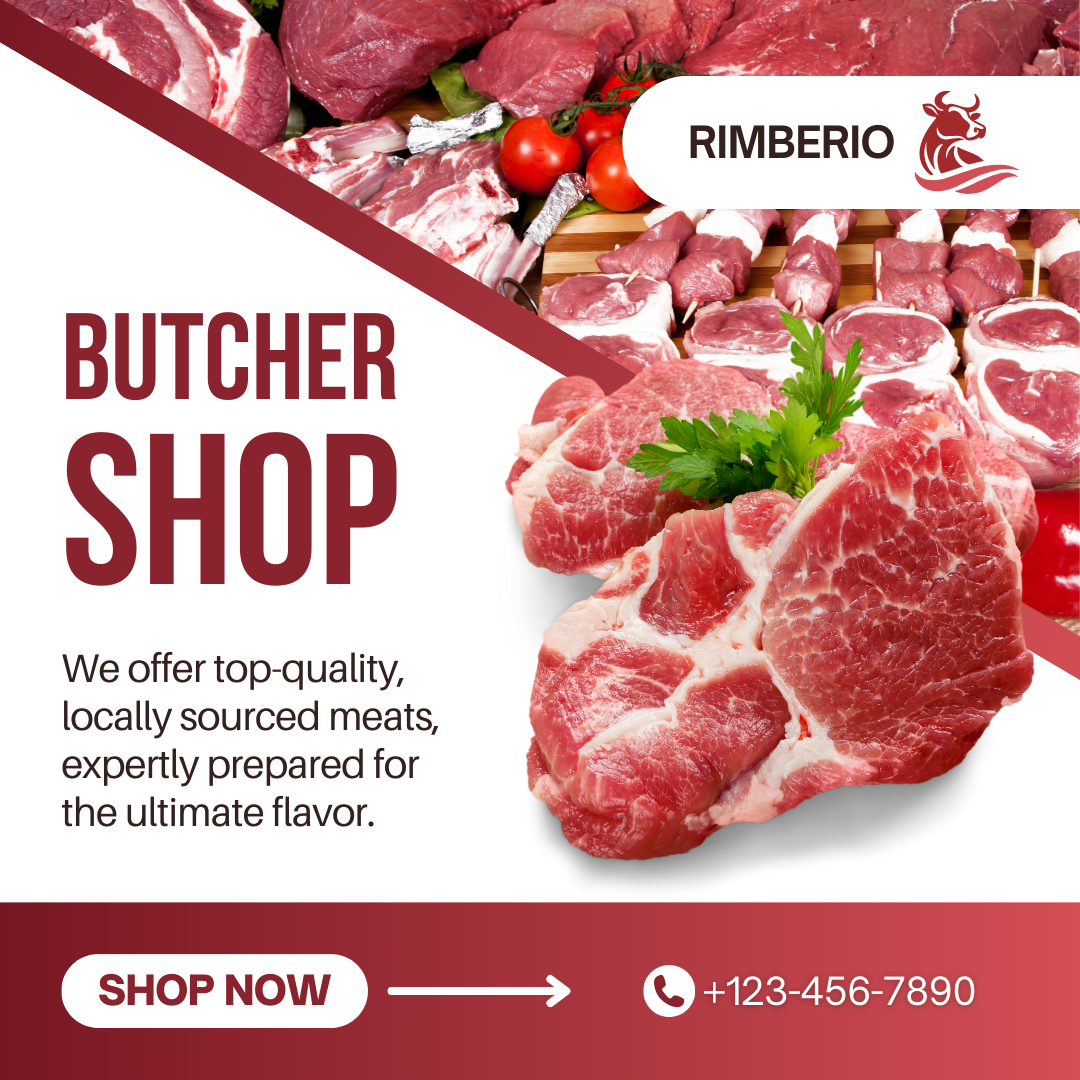 RIMBERIO
BUTCHER
SHOP
We offer top-quality,
locally sourced meats,
expertly prepared for
the ultimate flavor.
SHOP NOW
+123-456-7890